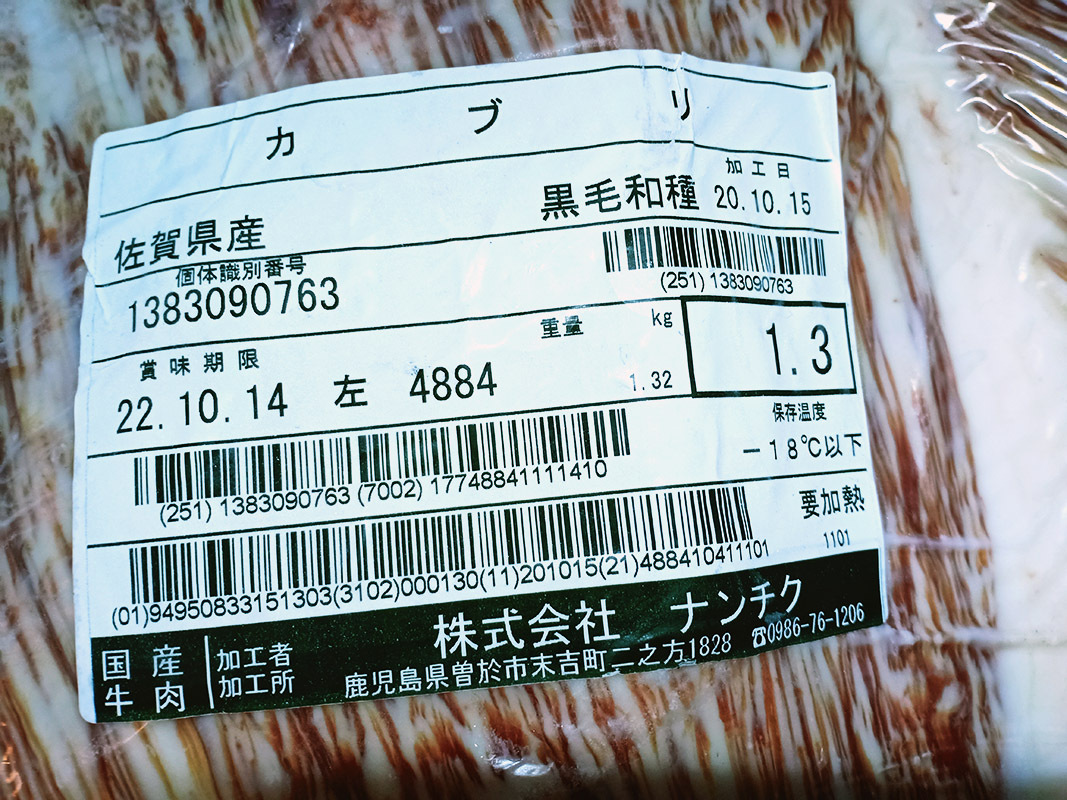 カブリ
加工日
佐賀県産 黒毛和種 20.10.15
個体識別番号
1383090763
(251) 1383090763
賞味期限 重量 kg
22.10.14 左 4884 1.32 1.3
保存温度
－18℃以下
(251) 1383090763 (7002) 17748841111410
要加熱
1101
(01)94950833151303(3102)000130(11)201015(21)488410411101
国産牛肉
加工者
加工所
株式会社 ナンチク
鹿児島県曽於市末吉町二之方1828 ☎0986-76-1206